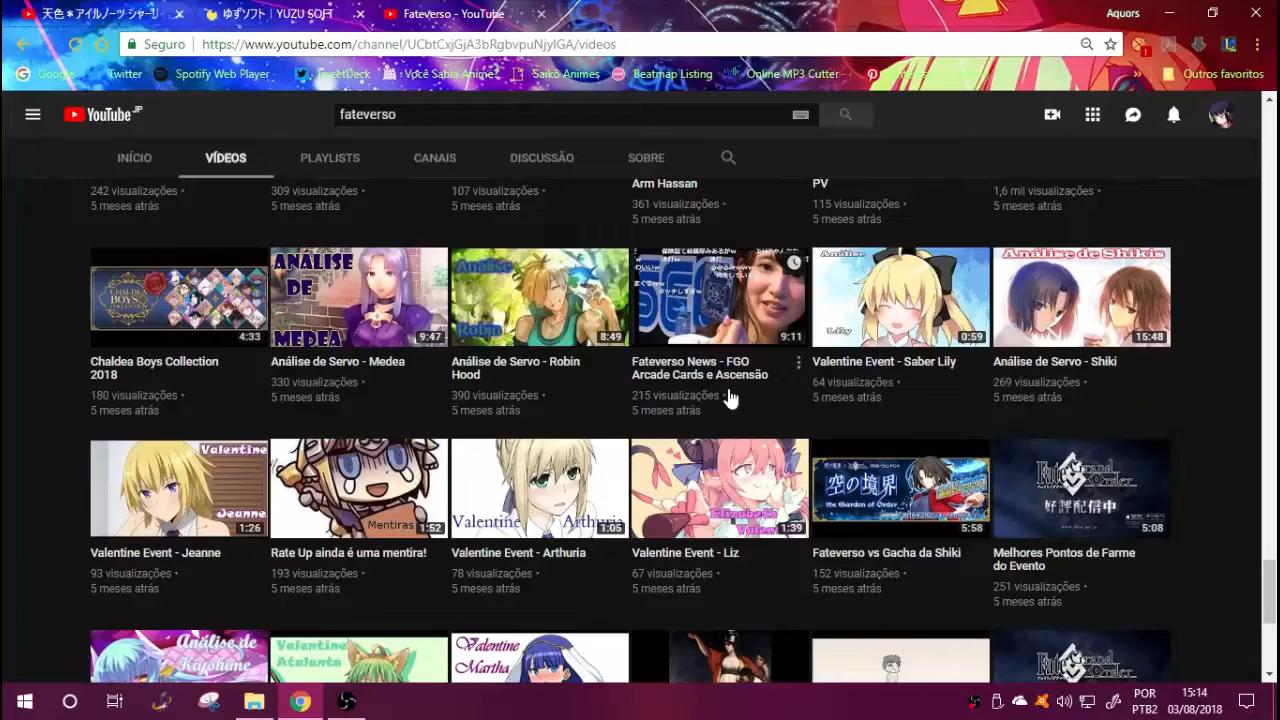 天色*アイルノーツ シャーリ
ゆずソフト | YUZU SOFT
Fateverso - YouTube
Aquors
Seguro
https://www.youtube.com/channel/UCbtCxjGjA3bRgbvpuNjyIGA/videos
Google
Twitter
Spotify Web Player
TweetDeck
Você Sabia Anime?
Saikô Animes
Beatmap Listing
Online MP3 Cutter -
»
Outros favoritos
YouTube JP
fateverso
INÍCIO
VÍDEOS
PLAYLISTS
CANAIS
DISCUSSÃO
SOBRE
242 visualizações •
5 meses atrás
309 visualizações •
5 meses atrás
107 visualizações •
5 meses atrás
Arm Hassan
361 visualizações •
5 meses atrás
PV
115 visualizações •
5 meses atrás
1,6 mil visualizações •
5 meses atrás
CHALDEA
BOYS
COLLECTION
4:33
ANÁLISE
DE
MEDEA
9:47
Análise
Robin
8:49
9:11
Análise
Lily
0:59
Análise de Shikis
15:48
Chaldea Boys Collection
2018
180 visualizações •
5 meses atrás
Análise de Servo - Medea
330 visualizações •
5 meses atrás
Análise de Servo - Robin
Hood
390 visualizações •
5 meses atrás
Fateverso News - FGO
Arcade Cards e Ascensão
215 visualizações •
5 meses atrás
Valentine Event - Saber Lily
64 visualizações •
5 meses atrás
Análise de Servo - Shiki
269 visualizações •
5 meses atrás
Valentine
Jeanne
1:26
Mentiras
1:52
Valentine Arthuria
1:05
Elizabeth
Valentine
1:39
空の境界
the Garden of Order
5:58
Fate
Grand Order
好評配信中
5:08
Valentine Event - Jeanne
93 visualizações •
5 meses atrás
Rate Up ainda é uma mentira!
193 visualizações •
5 meses atrás
Valentine Event - Arthuria
78 visualizações •
5 meses atrás
Valentine Event - Liz
67 visualizações •
5 meses atrás
Fateverso vs Gacha da Shiki
152 visualizações •
5 meses atrás
Melhores Pontos de Farme
do Evento
251 visualizações •
5 meses atrás
Análise de
Kiyohime
Valentine
Atalanta
Valentine
Martha
Fate
Grand Order
POR
PTB2
15:14
03/08/2018